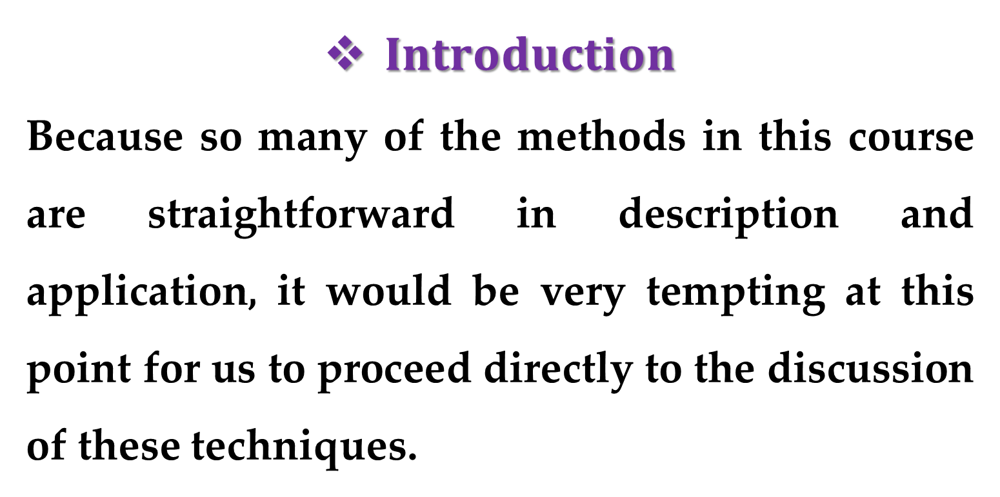 ❖ Introduction
Because so many of the methods in this course
are straightforward in description and
application, it would be very tempting at this
point for us to proceed directly to the discussion
of these techniques.